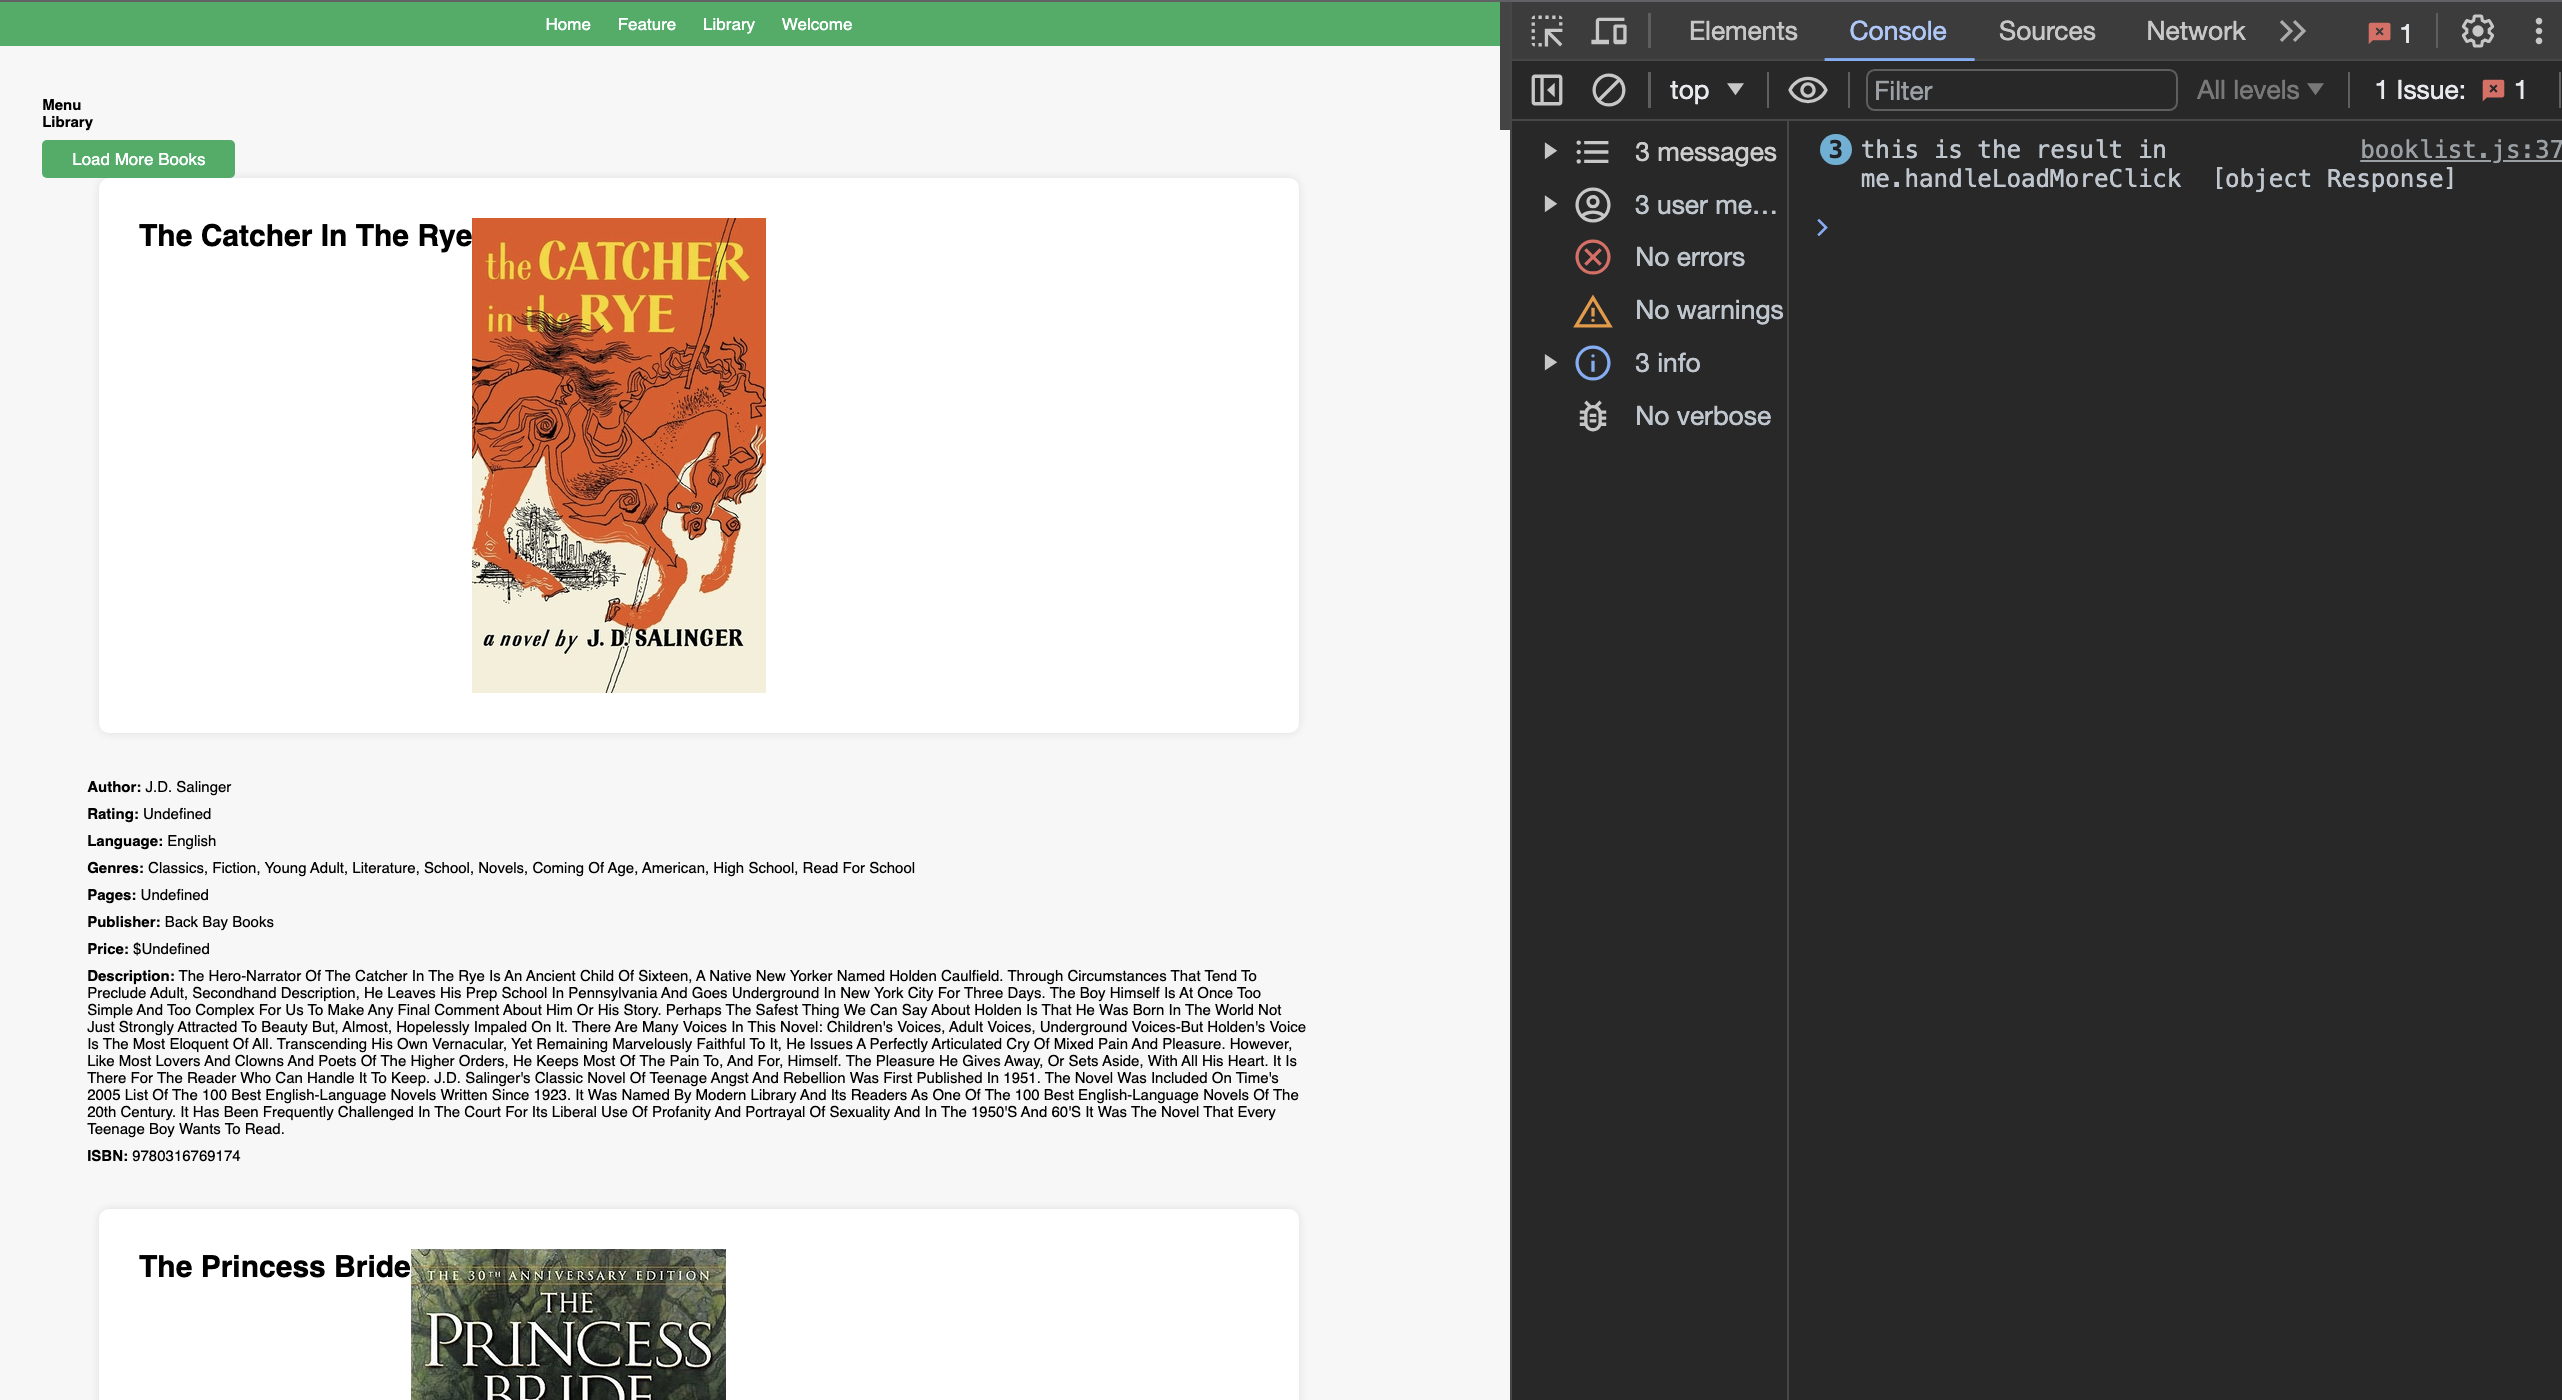 Home Feature Library Welcome
Menu
Library
Load More Books
The Catcher In The Rye
the CATCHER
in the RYE
a novel by J. D. SALINGER
Author: J.D. Salinger
Rating: Undefined
Language: English
Genres: Classics, Fiction, Young Adult, Literature, School, Novels, Coming Of Age, American, High School, Read For School
Pages: Undefined
Publisher: Back Bay Books
Price: $Undefined
Description: The Hero-Narrator Of The Catcher In The Rye Is An Ancient Child Of Sixteen, A Native New Yorker Named Holden Caulfield. Through Circumstances That Tend To
Preclude Adult, Secondhand Description, He Leaves His Prep School In Pennsylvania And Goes Underground In New York City For Three Days. The Boy Himself Is At Once Too
Simple And Too Complex For Us To Make Any Final Comment About Him Or His Story. Perhaps The Safest Thing We Can Say About Holden Is That He Was Born In The World Not
Just Strongly Attracted To Beauty But, Almost, Hopelessly Impaled On It. There Are Many Voices In This Novel: Children's Voices, Adult Voices, Underground Voices-But Holden's Voice
Is The Most Eloquent Of All. Transcending His Own Vernacular, Yet Remaining Marvelously Faithful To It, He Issues A Perfectly Articulated Cry Of Mixed Pain And Pleasure. However,
Like Most Lovers And Clowns And Poets Of The Higher Orders, He Keeps Most Of The Pain To, And For, Himself. The Pleasure He Gives Away, Or Sets Aside, With All His Heart. It Is
There For The Reader Who Can Handle It To Keep. J.D. Salinger's Classic Novel Of Teenage Angst And Rebellion Was First Published In 1951. The Novel Was Included On Time's
2005 List Of The 100 Best English-Language Novels Written Since 1923. It Was Named By Modern Library And Its Readers As One Of The 100 Best English-Language Novels Of The
20th Century. It Has Been Frequently Challenged In The Court For Its Liberal Use Of Profanity And Portrayal Of Sexuality And In The 1950'S And 60'S It Was The Novel That Every
Teenage Boy Wants To Read.
ISBN: 9780316769174
The Princess Bride
THE 30TH ANNIVERSARY EDITION
THE
PRINCESS
BRIDE
Elements Console Sources Network 1
top Filter All levels 1 Issue: 1
3 messages
3 user me...
No errors
No warnings
3 info
No verbose
3 this is the result in booklist.js:37
me.handleLoadMoreClick [object Response]